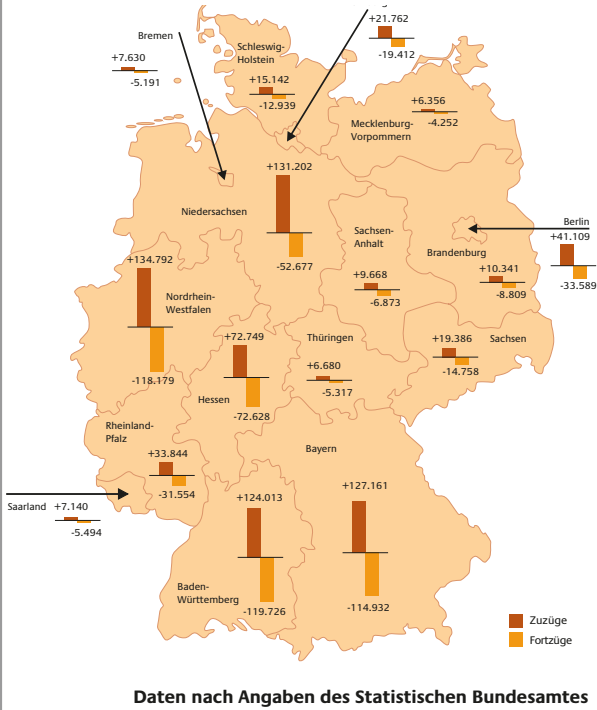 +21.762
-19.412
Bremen
+7.630
-5.191
Schleswig-
Holstein
+15.142
-12.939
+6.356
-4.252
Mecklenburg-
Vorpommern
+131.202
-52.677
Niedersachsen
Sachsen-
Anhalt
+9.668
-6.873
Berlin
+41.109
-33.589
Brandenburg
+10.341
-8.809
+134.792
-118.179
Nordrhein-
Westfalen
+72.749
-72.628
Hessen
Thüringen
+6.680
-5.317
+19.386
-14.758
Sachsen
Rheinland-
Pfalz
+33.844
-31.554
Bayern
+127.161
-114.932
Saarland +7.140
-5.494
+124.013
-119.726
Baden-
Württemberg
Zuzüge
Fortzüge
Daten nach Angaben des Statistischen Bundesamtes